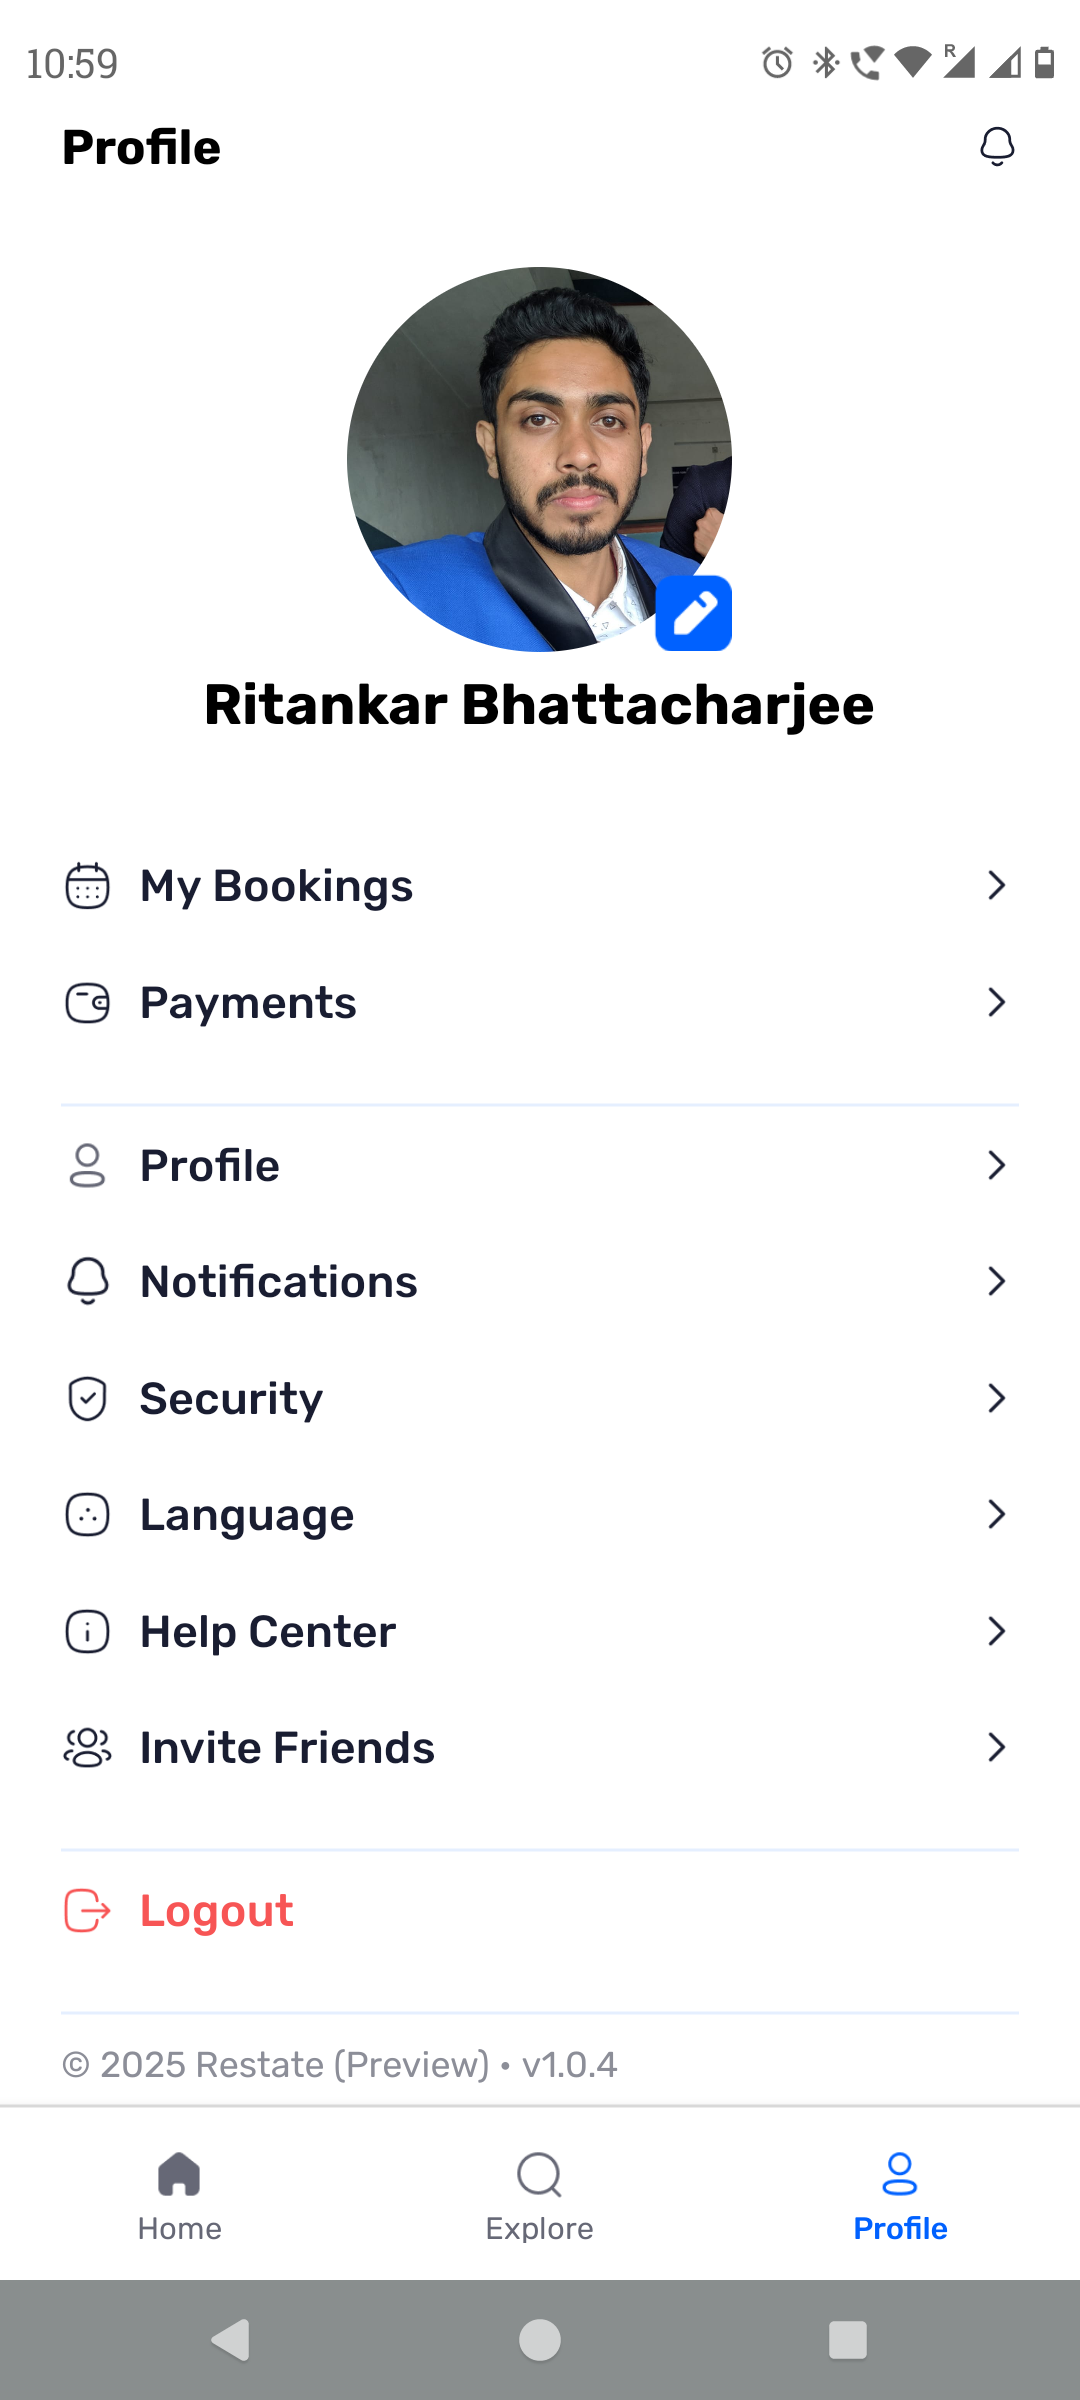 10:59
R
Profile
Ritankar Bhattacharjee
My Bookings
Payments
Profile
Notifications
Security
Language
Help Center
Invite Friends
Logout
© 2025 Restate (Preview) • v1.0.4
Home
Explore
Profile